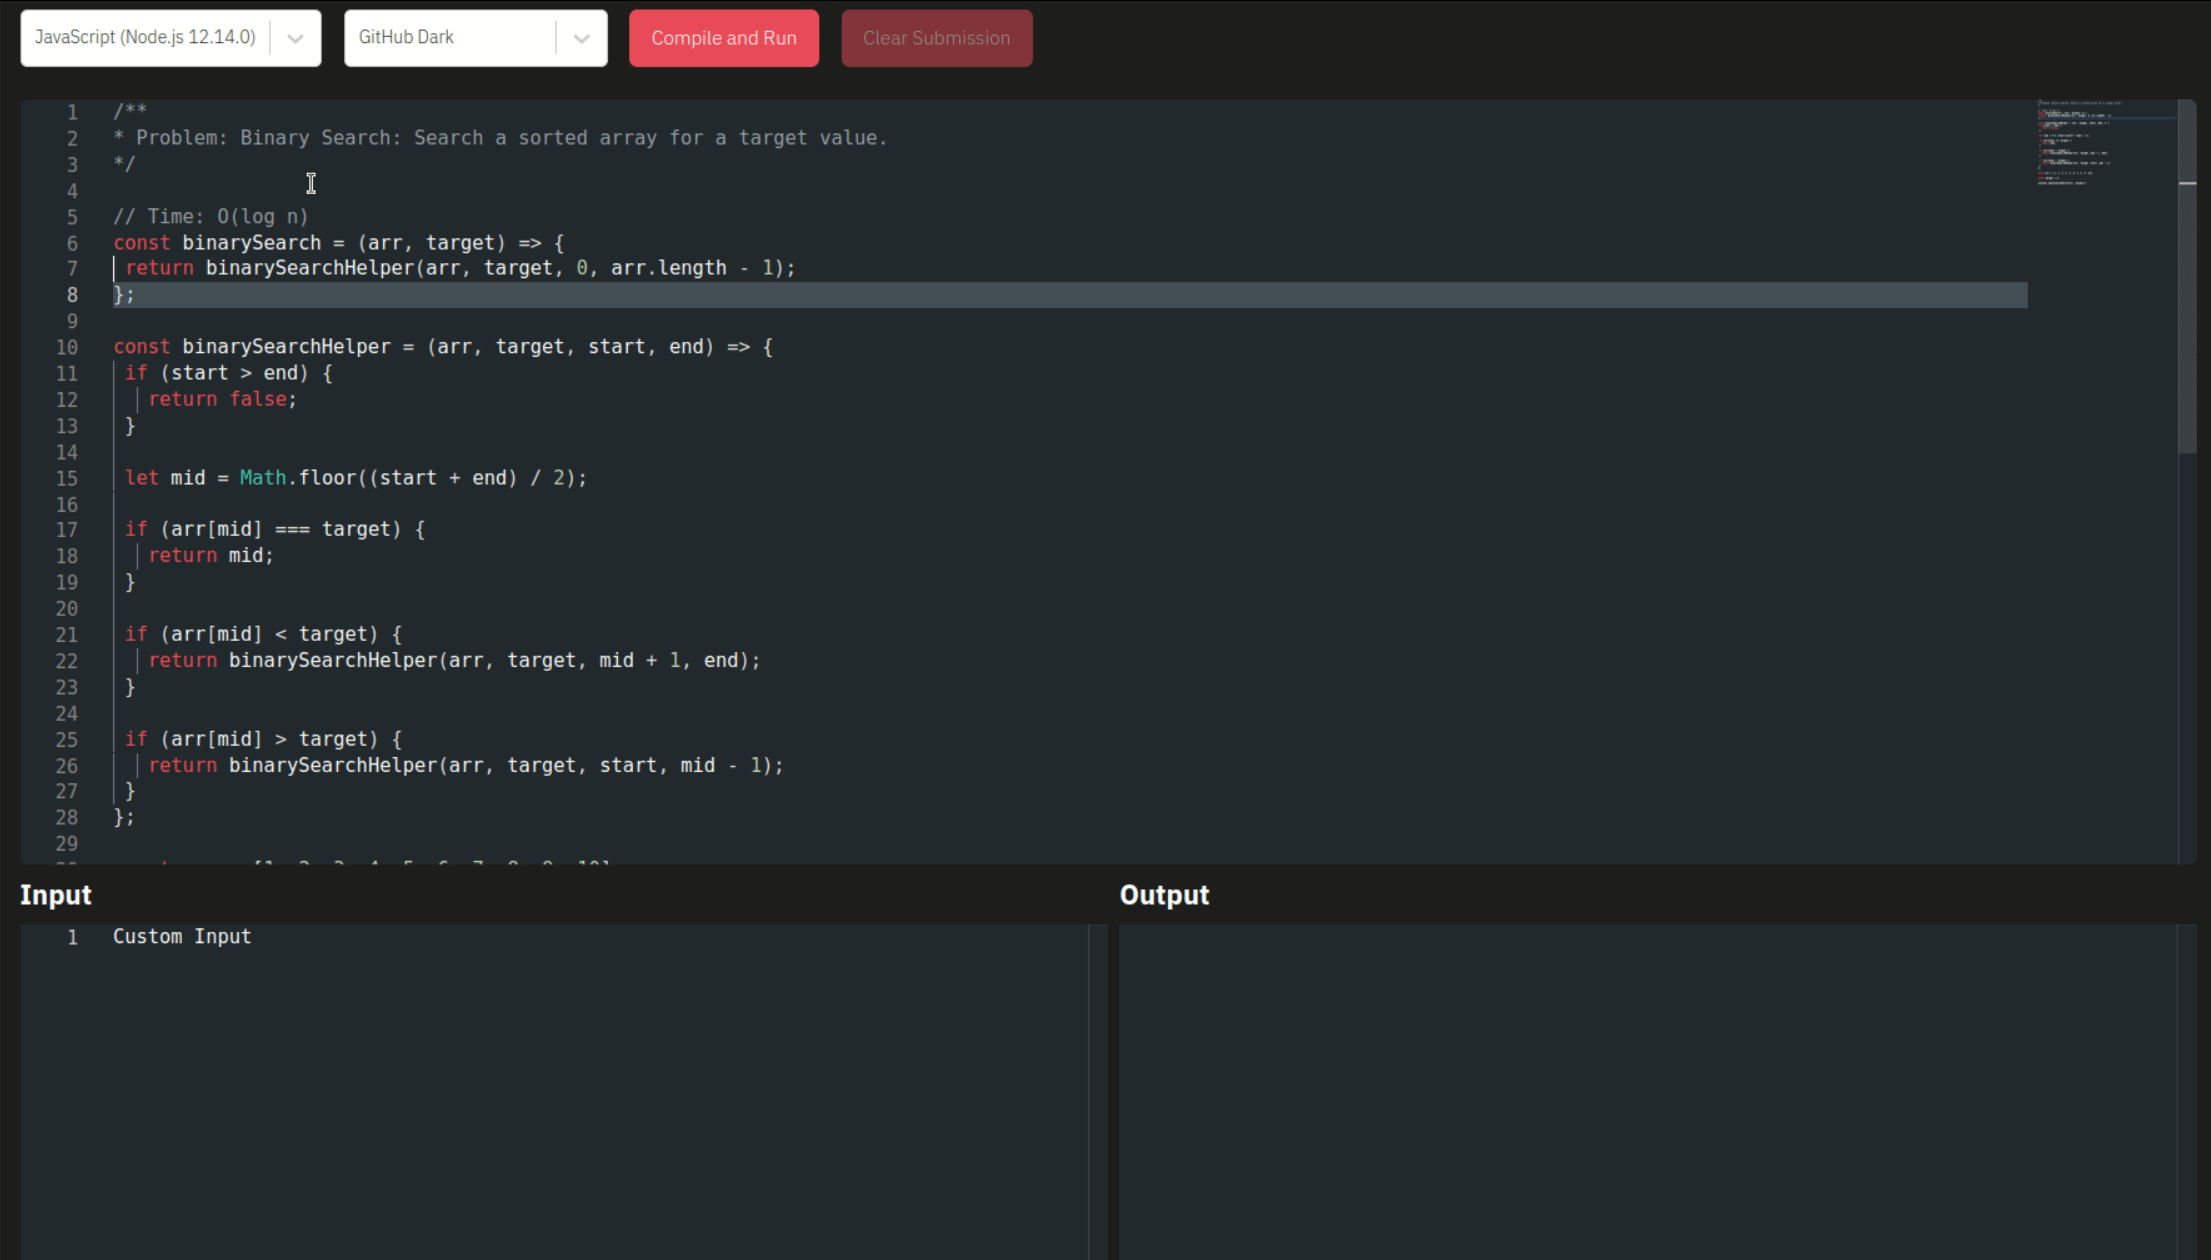 JavaScript (Node.js 12.14.0)
GitHub Dark
Compile and Run
Clear Submission
1 /**
2 * Problem: Binary Search: Search a sorted array for a target value.
3 */
4
5 // Time: O(log n)
6 const binarySearch = (arr, target) => {
7 return binarySearchHelper(arr, target, 0, arr.length - 1);
8 };
9
10 const binarySearchHelper = (arr, target, start, end) => {
11 if (start > end) {
12 return false;
13 }
14
15 let mid = Math.floor((start + end) / 2);
16
17 if (arr[mid] === target) {
18 return mid;
19 }
20
21 if (arr[mid] < target) {
22 return binarySearchHelper(arr, target, mid + 1, end);
23 }
24
25 if (arr[mid] > target) {
26 return binarySearchHelper(arr, target, start, mid - 1);
27 }
28 };
29
Input
Output
1 Custom Input